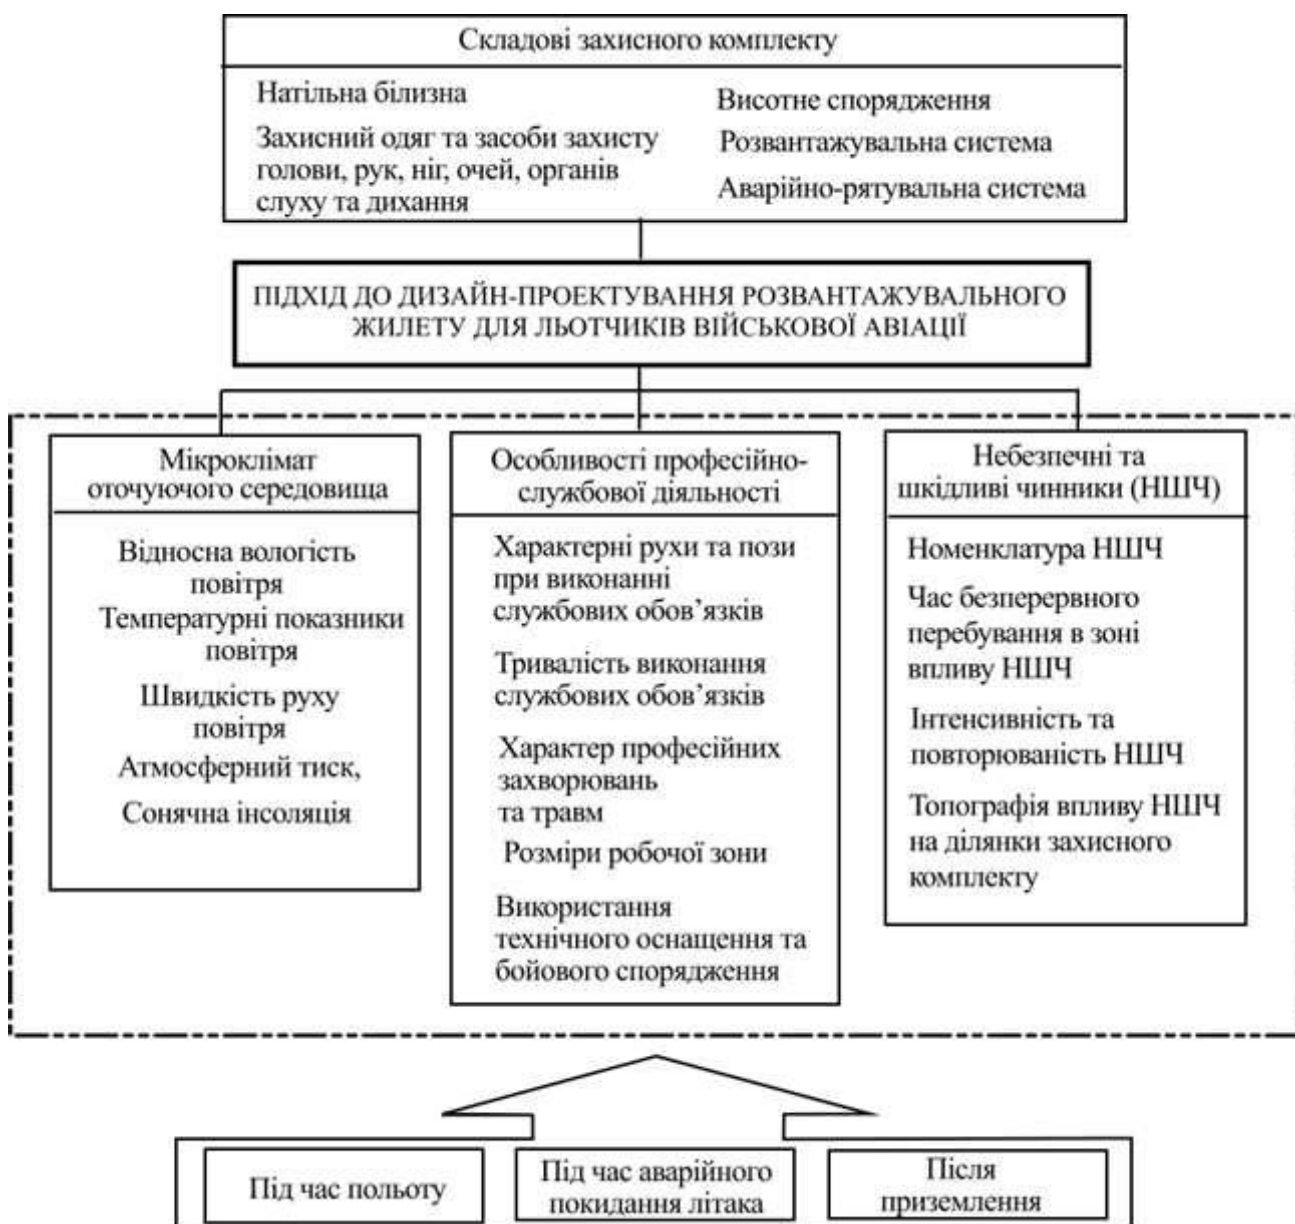 Складові захисного комплекту
Натільна білизна
Захисний одяг та засоби захисту
голови, рук, ніг, очей, органів
слуху та дихання
Висотне спорядження
Розвантажувальна система
Аварійно-рятувальна система
ПІДХІД ДО ДИЗАЙН-ПРОЕКТУВАННЯ РОЗВАНТАЖУВАЛЬНОГО
ЖИЛЕТУ ДЛЯ ЛЬОТЧИКІВ ВІЙСЬКОВОЇ АВІАЦІЇ
Мікроклімат
оточуючого середовища
Відносна вологість
повітря
Температурні показники
повітря
Швидкість руху
повітря
Атмосферний тиск,
Сонячна інсоляція
Особливості професійно-
службової діяльності
Характерні рухи та пози
при виконанні
службових обов’язків
Тривалість виконання
службових обов’язків
Характер професійних
захворювань
та травм
Розміри робочої зони
Використання
технічного оснащення та
бойового спорядження
Небезпечні та
шкідливі чинники (НШЧ)
Номенклатура НШЧ
Час безперервного
перебування в зоні
впливу НШЧ
Інтенсивність та
повторюваність НШЧ
Топографія впливу НШЧ
на ділянки захисного
комплекту
Під час польоту
Під час аварійного
покидання літака
Після
приземлення